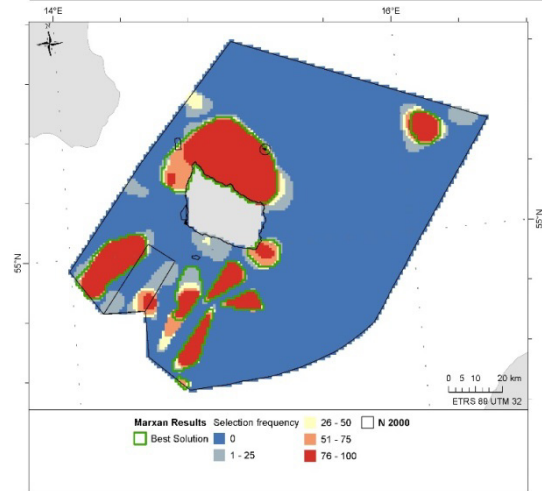 14°E
16°E
55°N
55°N
0 5 10 20 km
ETRS 89 UTM 32
Marxan Results Selection frequency 26 - 50 N 2000
Best Solution 0 51 - 75
1 - 25 76 - 100